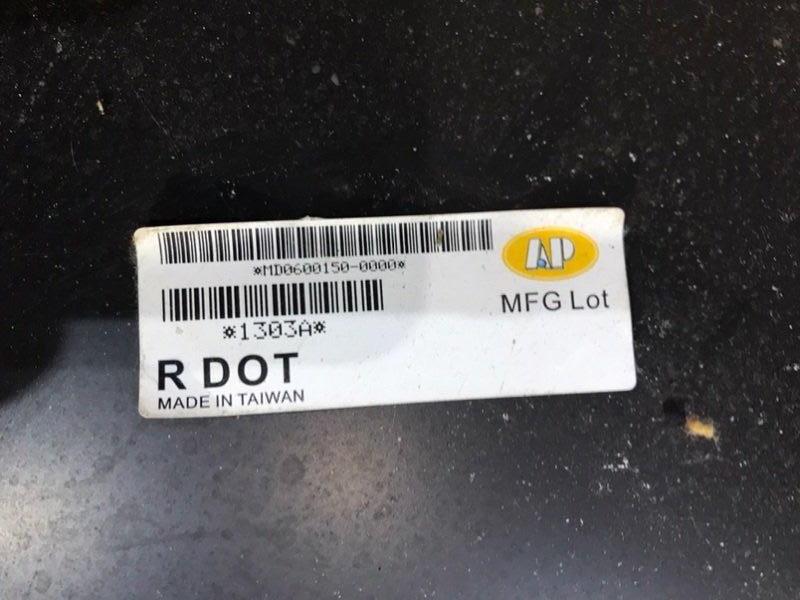 *MD0600150-0000*
AP
MFG Lot
*1303A*
R DOT
MADE IN TAIWAN